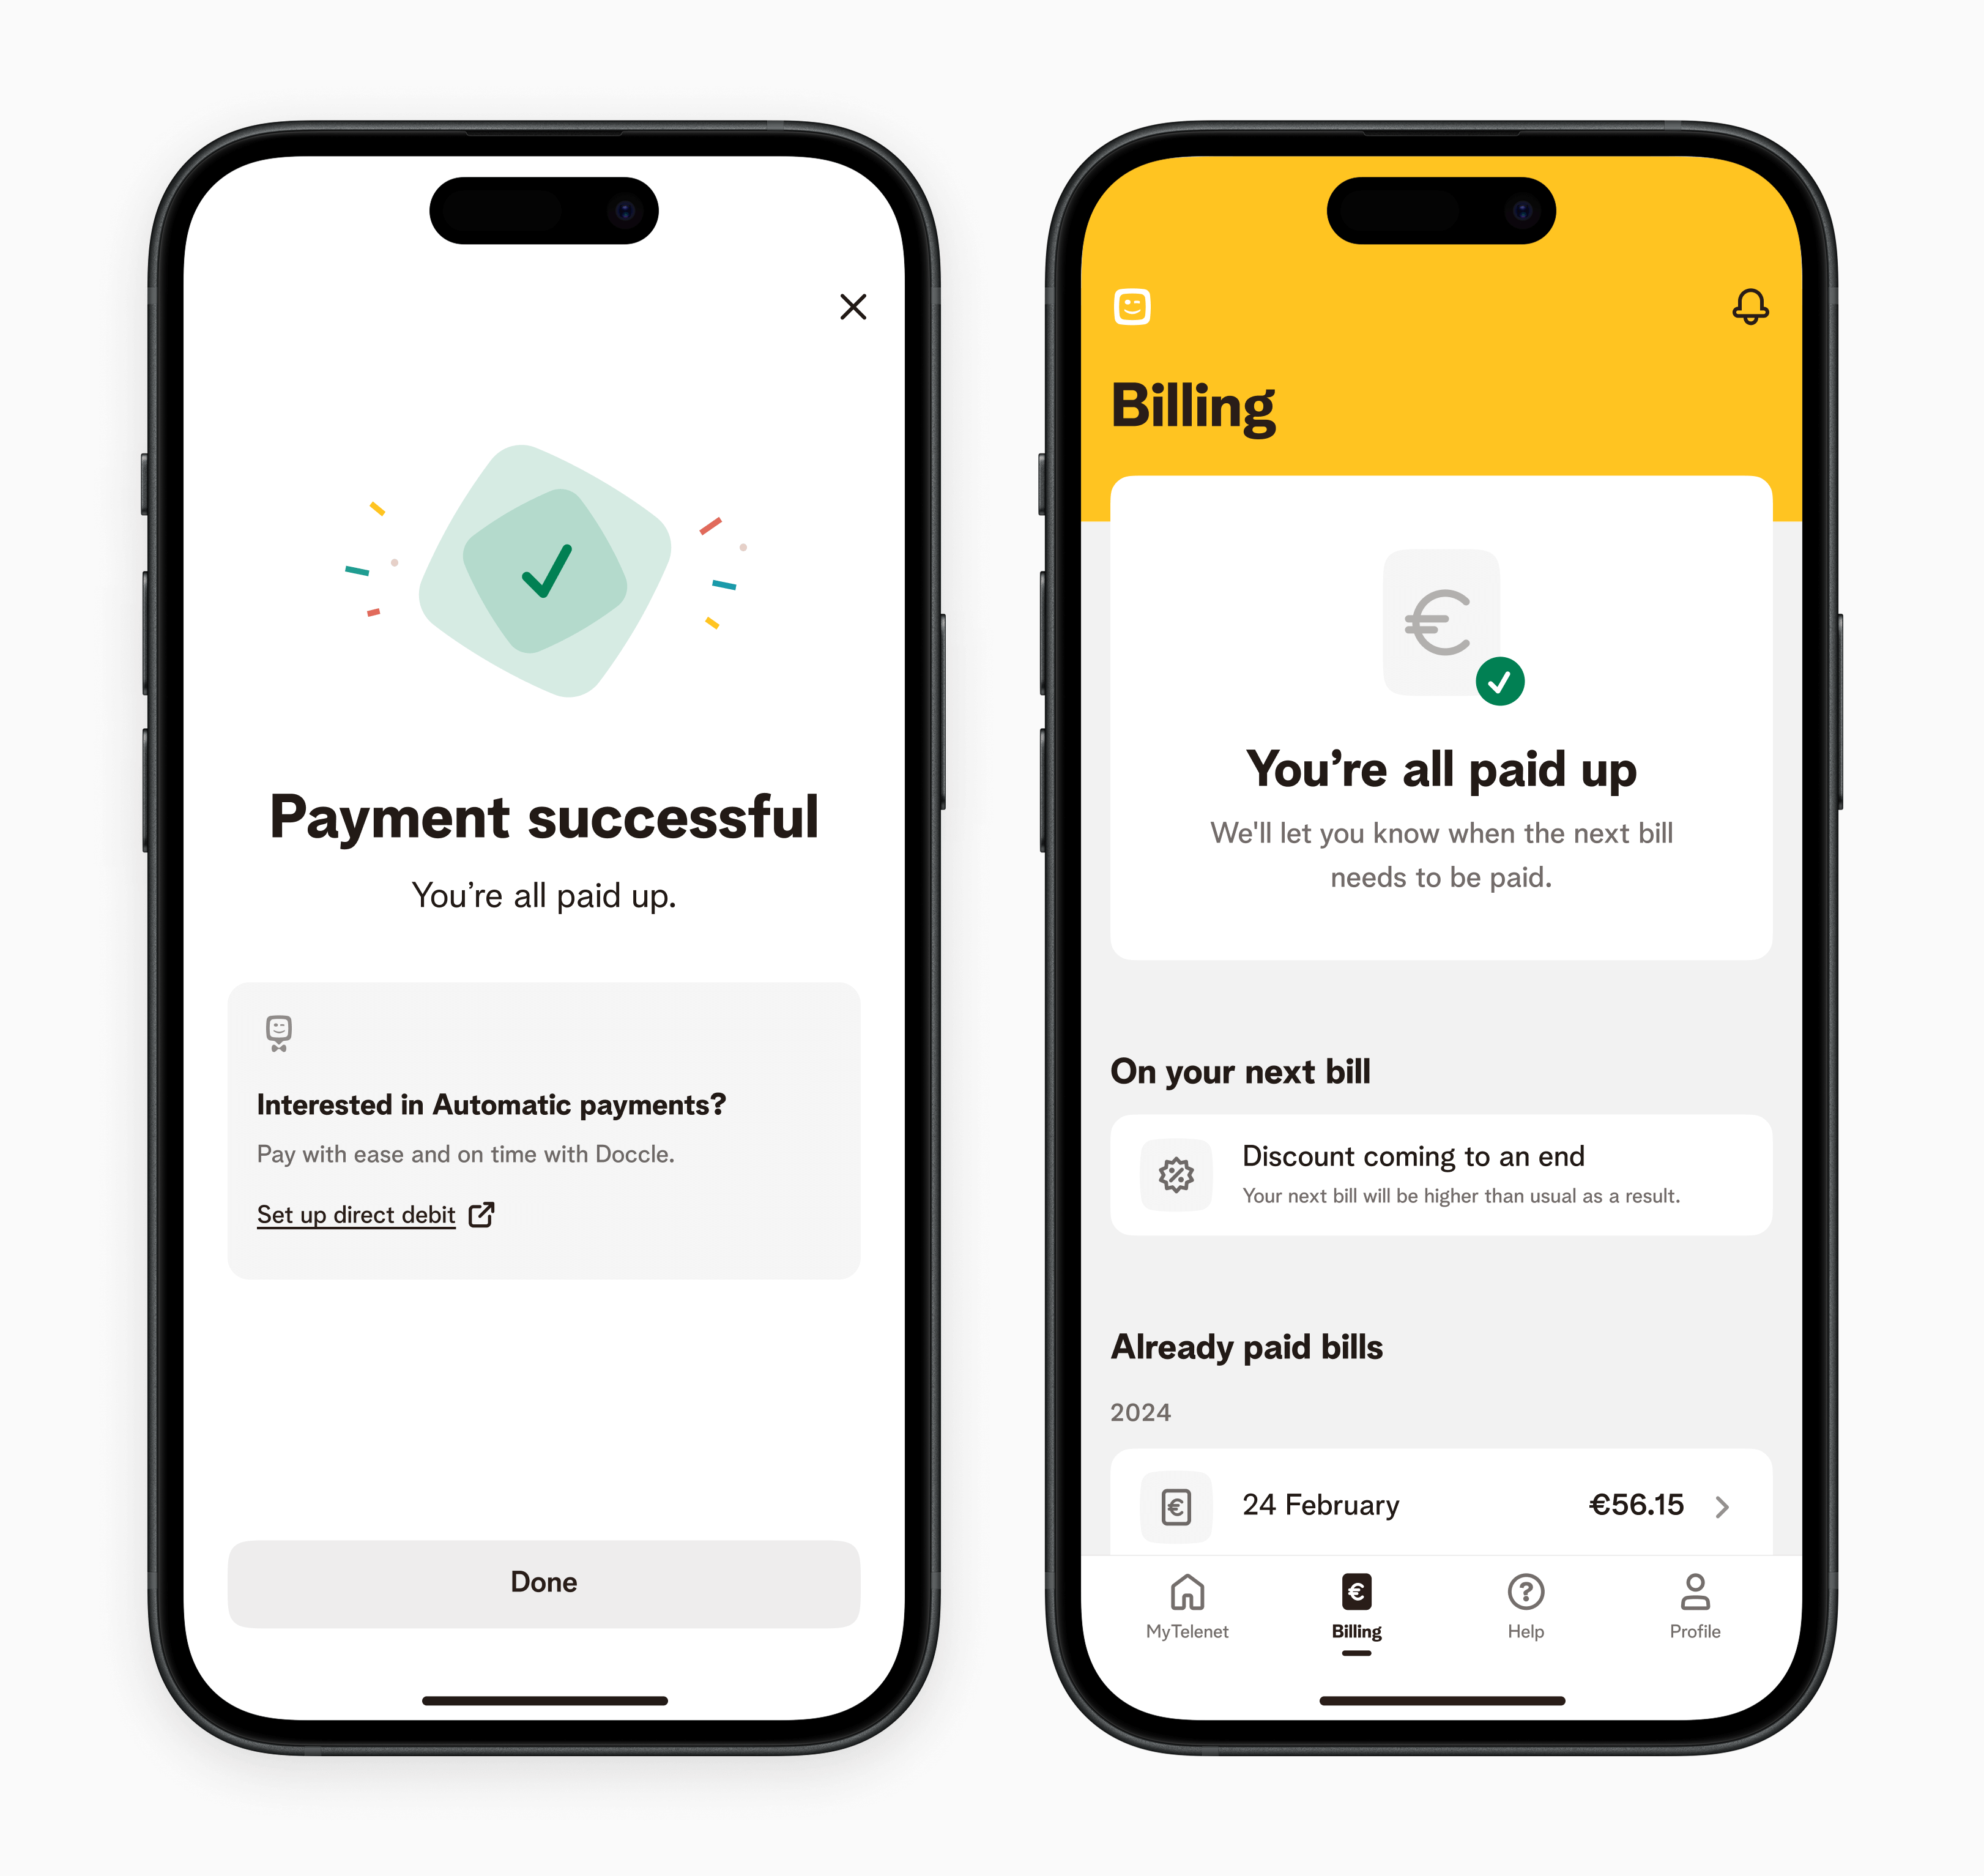 Payment successful
You’re all paid up.
Interested in Automatic payments?
Pay with ease and on time with Doccle.
Set up direct debit
Done
Billing
€
You’re all paid up
We'll let you know when the next bill
needs to be paid.
On your next bill
Discount coming to an end
Your next bill will be higher than usual as a result.
Already paid bills
2024
24 February €56.15
MyTelenet Billing Help Profile